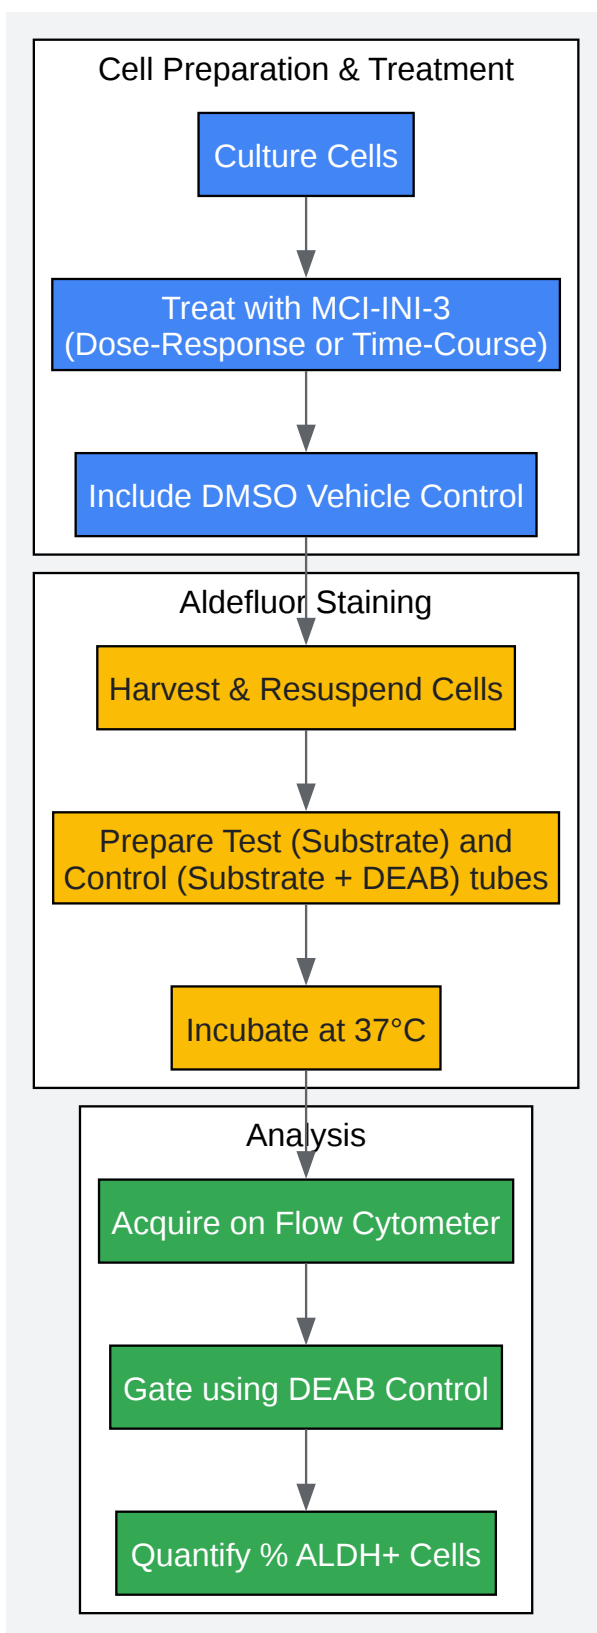 Cell Preparation & Treatment
Culture Cells
Treat with MCI-INI-3
(Dose-Response or Time-Course)
Include DMSO Vehicle Control
Aldefluor Staining
Harvest & Resuspend Cells
Prepare Test (Substrate) and
Control (Substrate + DEAB) tubes
Incubate at 37°C
Analysis
Acquire on Flow Cytometer
Gate using DEAB Control
Quantify % ALDH+ Cells